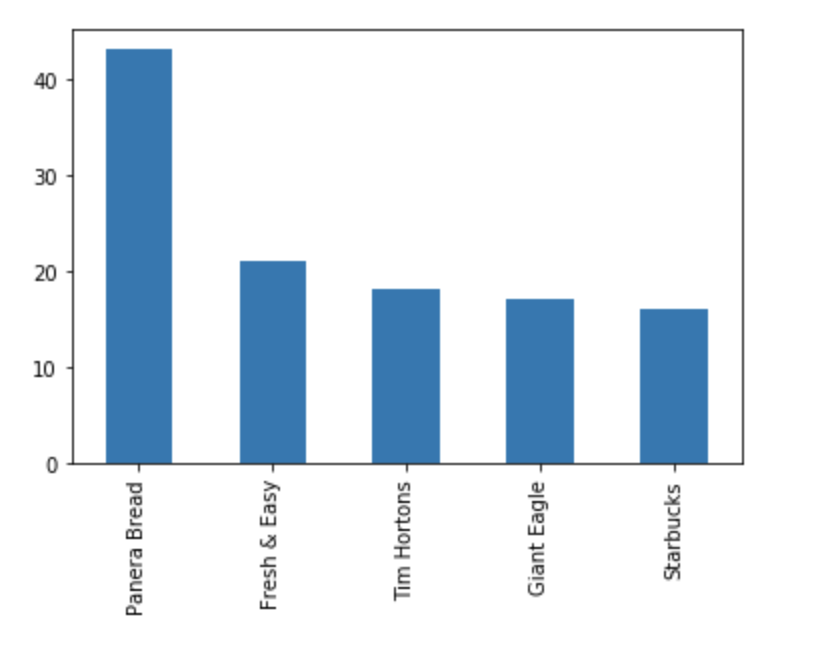 40
30
20
10
0
Panera Bread
Fresh & Easy
Tim Hortons
Giant Eagle
Starbucks